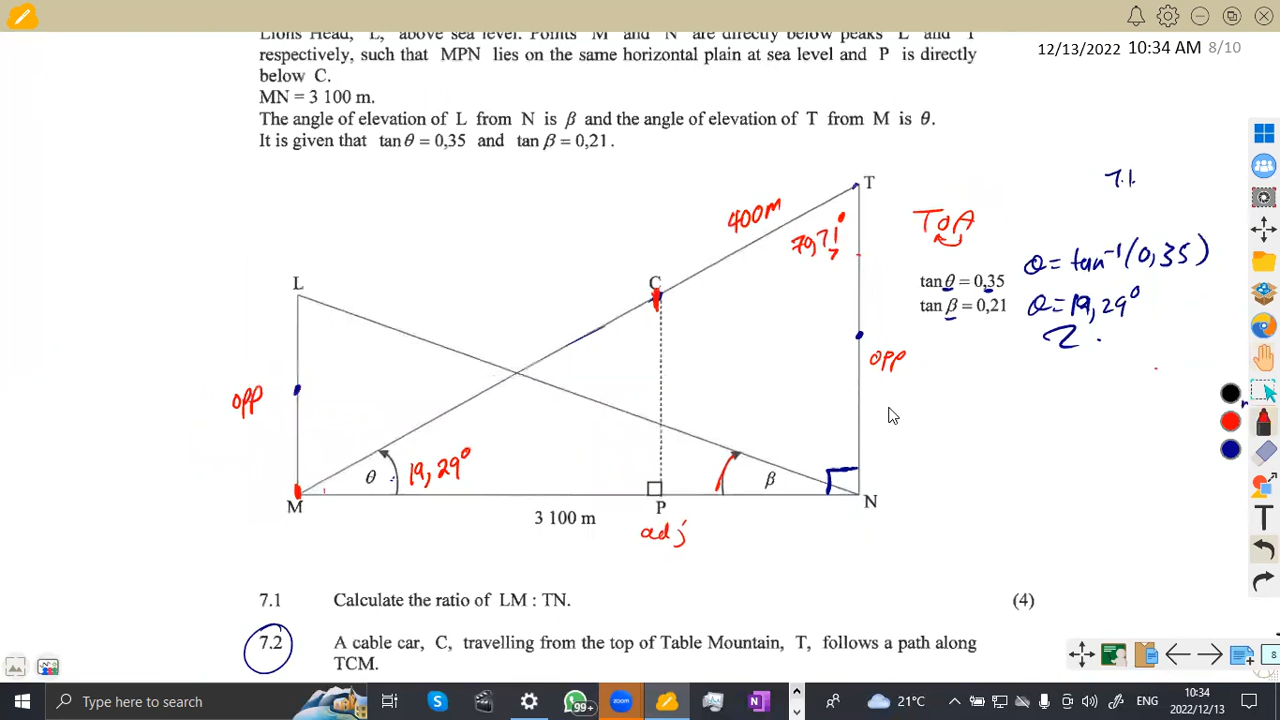 Lions Head, L, above sea level. Points M and N are directly below peaks L and T
respectively, such that MPN lies on the same horizontal plain at sea level and P is directly
below C.
MN = 3 100 m.
The angle of elevation of L from N is β and the angle of elevation of T from M is θ.
It is given that tan θ = 0,35 and tan β = 0,21.
12/13/2022 10:34 AM 8/10
7.1
T
400m
70,71°
TOA
θ = tan⁻¹(0,35)
tan θ = 0,35
tan β = 0,21
θ = 19,29°
L
C
opp
opp
θ
19,29°
β
M
P
N
3 100 m
adj
7.1 Calculate the ratio of LM : TN. (4)
7.2 A cable car, C, travelling from the top of Table Mountain, T, follows a path along
TCM.
T
8
Type here to search
99+
zoom
N
21°C
ENG
10:34
2022/12/13